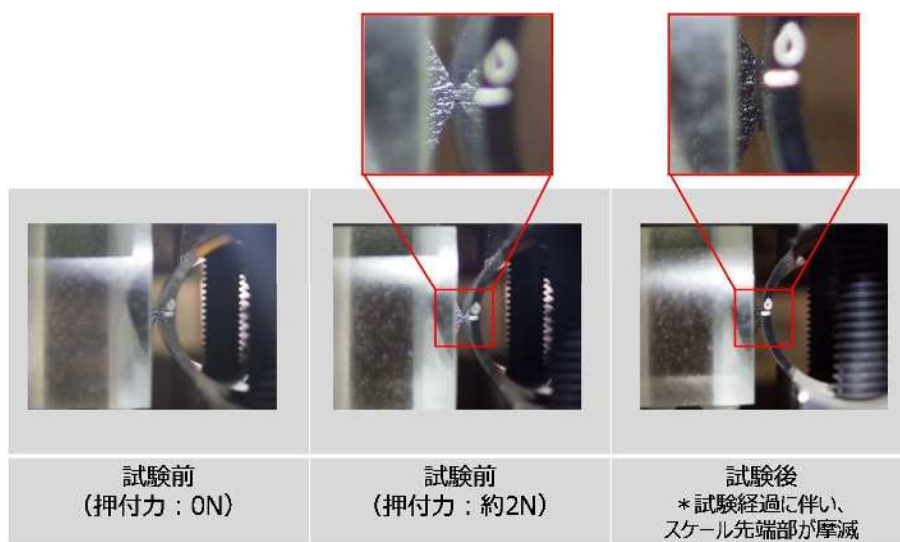 試験前
(押付力：0N)
試験前
(押付力：約2N)
試験後
＊試験経過に伴い、
スケール先端部が摩滅